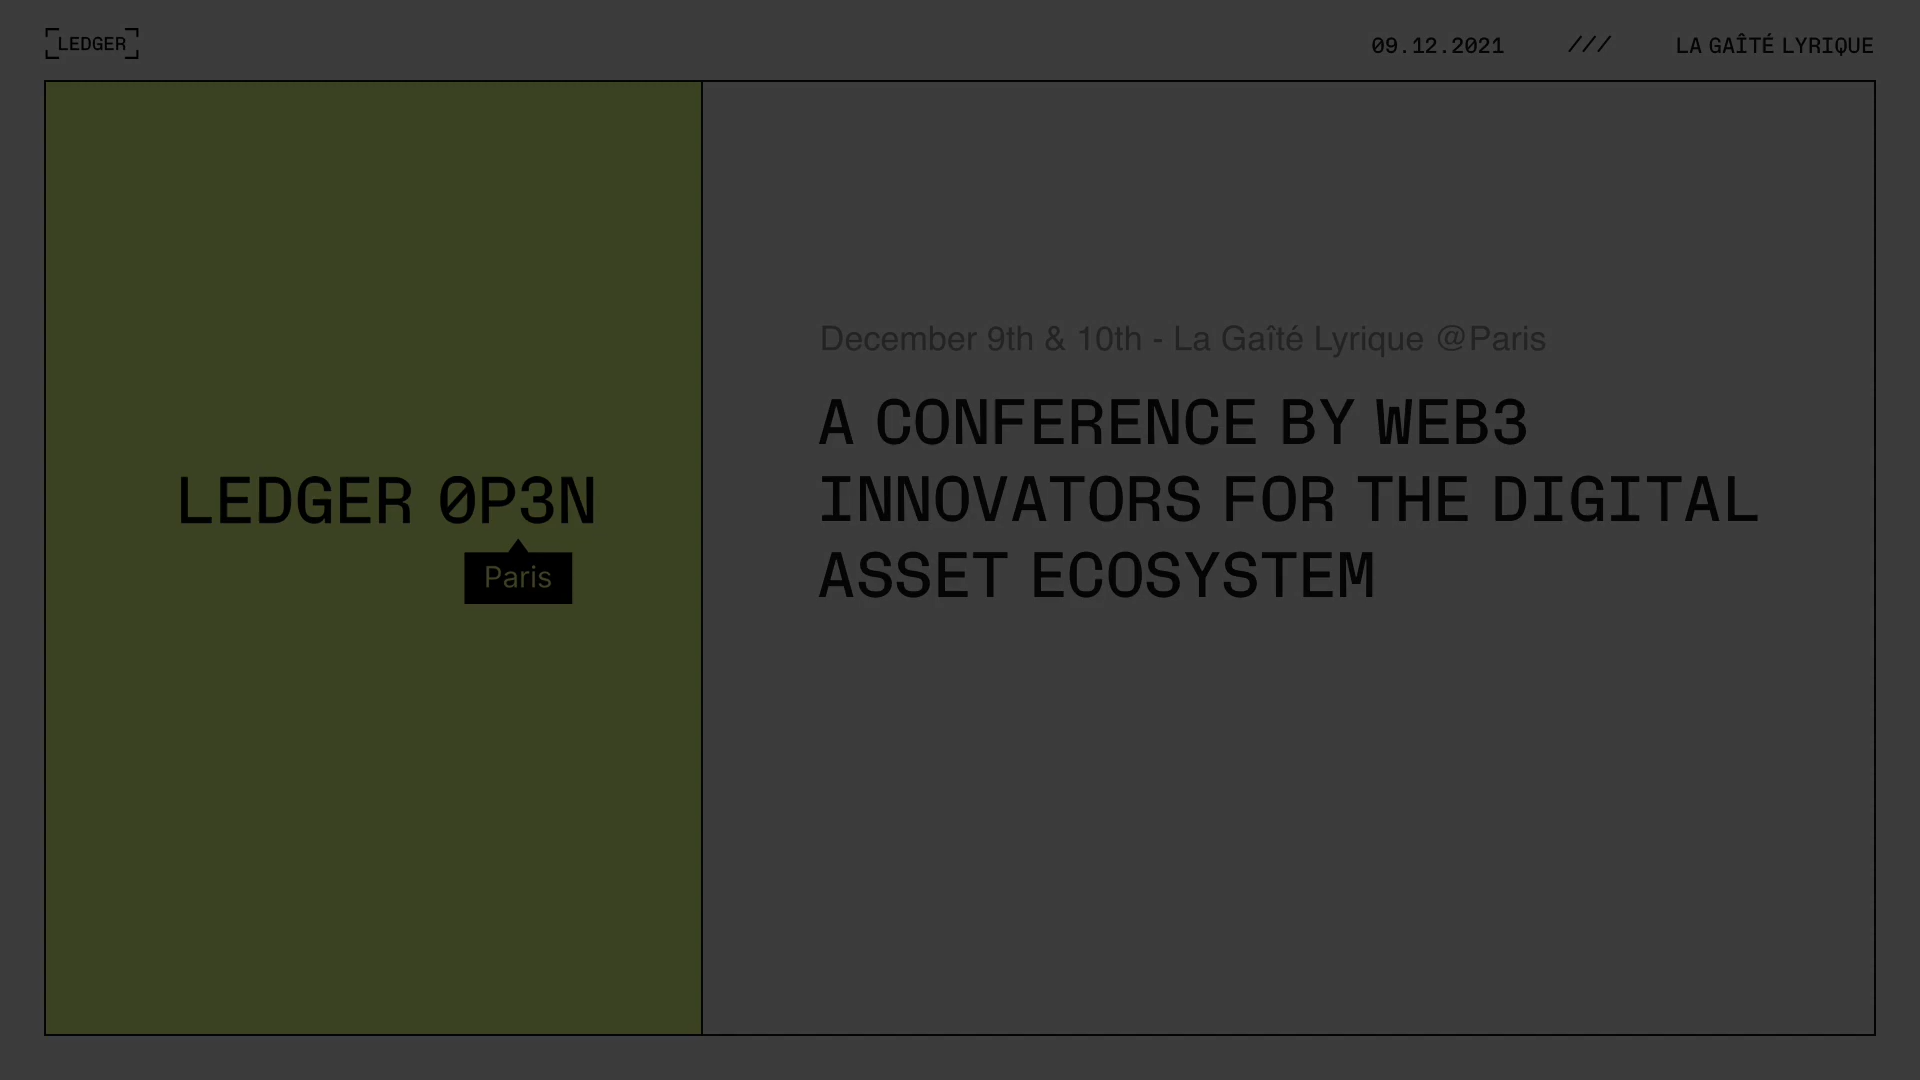 LEDGER
09.12.2021
///
LA GAÎTÉ LYRIQUE
LEDGER 0P3N
Paris
December 9th & 10th - La Gaîté Lyrique @Paris
A CONFERENCE BY WEB3
INNOVATORS FOR THE DIGITAL
ASSET ECOSYSTEM